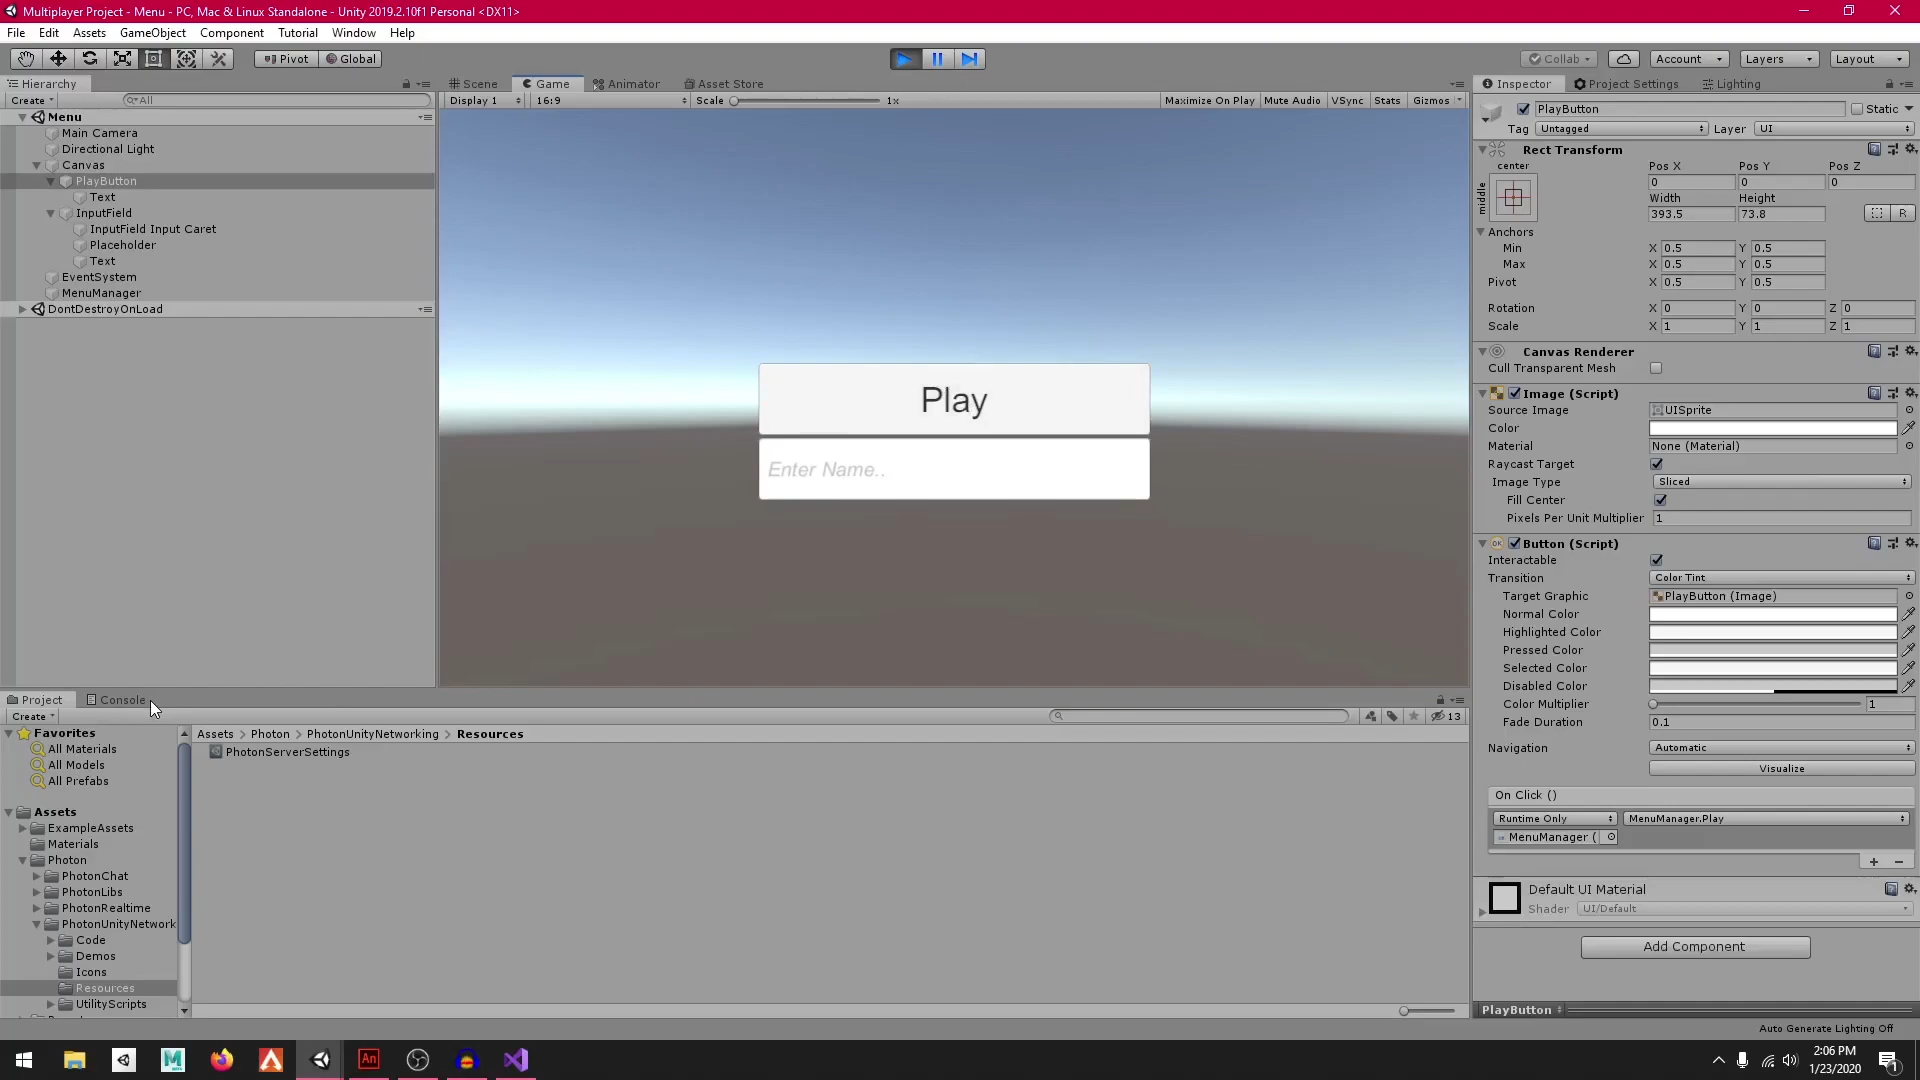 Multiplayer Project - Menu - PC, Mac & Linux Standalone - Unity 2019.2.10f1 Personal <DX11>
File Edit Assets GameObject Component Tutorial Window Help
Pivot Global Collab Account Layers Layout
Hierarchy
Create All
Menu
Main Camera
Directional Light
Canvas
PlayButton
Text
InputField
InputField Input Caret
Placeholder
Text
EventSystem
MenuManager
DontDestroyOnLoad
Scene Game Animator Asset Store
Display 1 16:9 Scale 1x Maximize On Play Mute Audio VSync Stats Gizmos
Play
Enter Name..
Inspector Project Settings Lighting
PlayButton Static
Tag Untagged Layer UI
Rect Transform
center Pos X Pos Y Pos Z
middle 0 0 0
Width Height
393.5 73.8 R
Anchors
Min X 0.5 Y 0.5
Max X 0.5 Y 0.5
Pivot X 0.5 Y 0.5
Rotation X 0 Y 0 Z 0
Scale X 1 Y 1 Z 1
Canvas Renderer
Cull Transparent Mesh
Image (Script)
Source Image UISprite
Color
Material None (Material)
Raycast Target
Image Type Sliced
Fill Center
Pixels Per Unit Multiplier 1
OK Button (Script)
Interactable
Transition Color Tint
Target Graphic PlayButton (Image)
Normal Color
Highlighted Color
Pressed Color
Selected Color
Disabled Color
Color Multiplier 1
Fade Duration 0.1
Navigation Automatic
Visualize
On Click ()
Runtime Only MenuManager.Play
MenuManager (
+ −
Default UI Material
Shader UI/Default
Add Component
PlayButton
Auto Generate Lighting Off
Project Console
Create 13
Favorites
All Materials
All Models
All Prefabs
Assets
ExampleAssets
Materials
Photon
PhotonChat
PhotonLibs
PhotonRealtime
PhotonUnityNetwork
Code
Demos
Icons
Resources
UtilityScripts
Assets > Photon > PhotonUnityNetworking > Resources
PhotonServerSettings
An
2:06 PM
1/23/2020
1